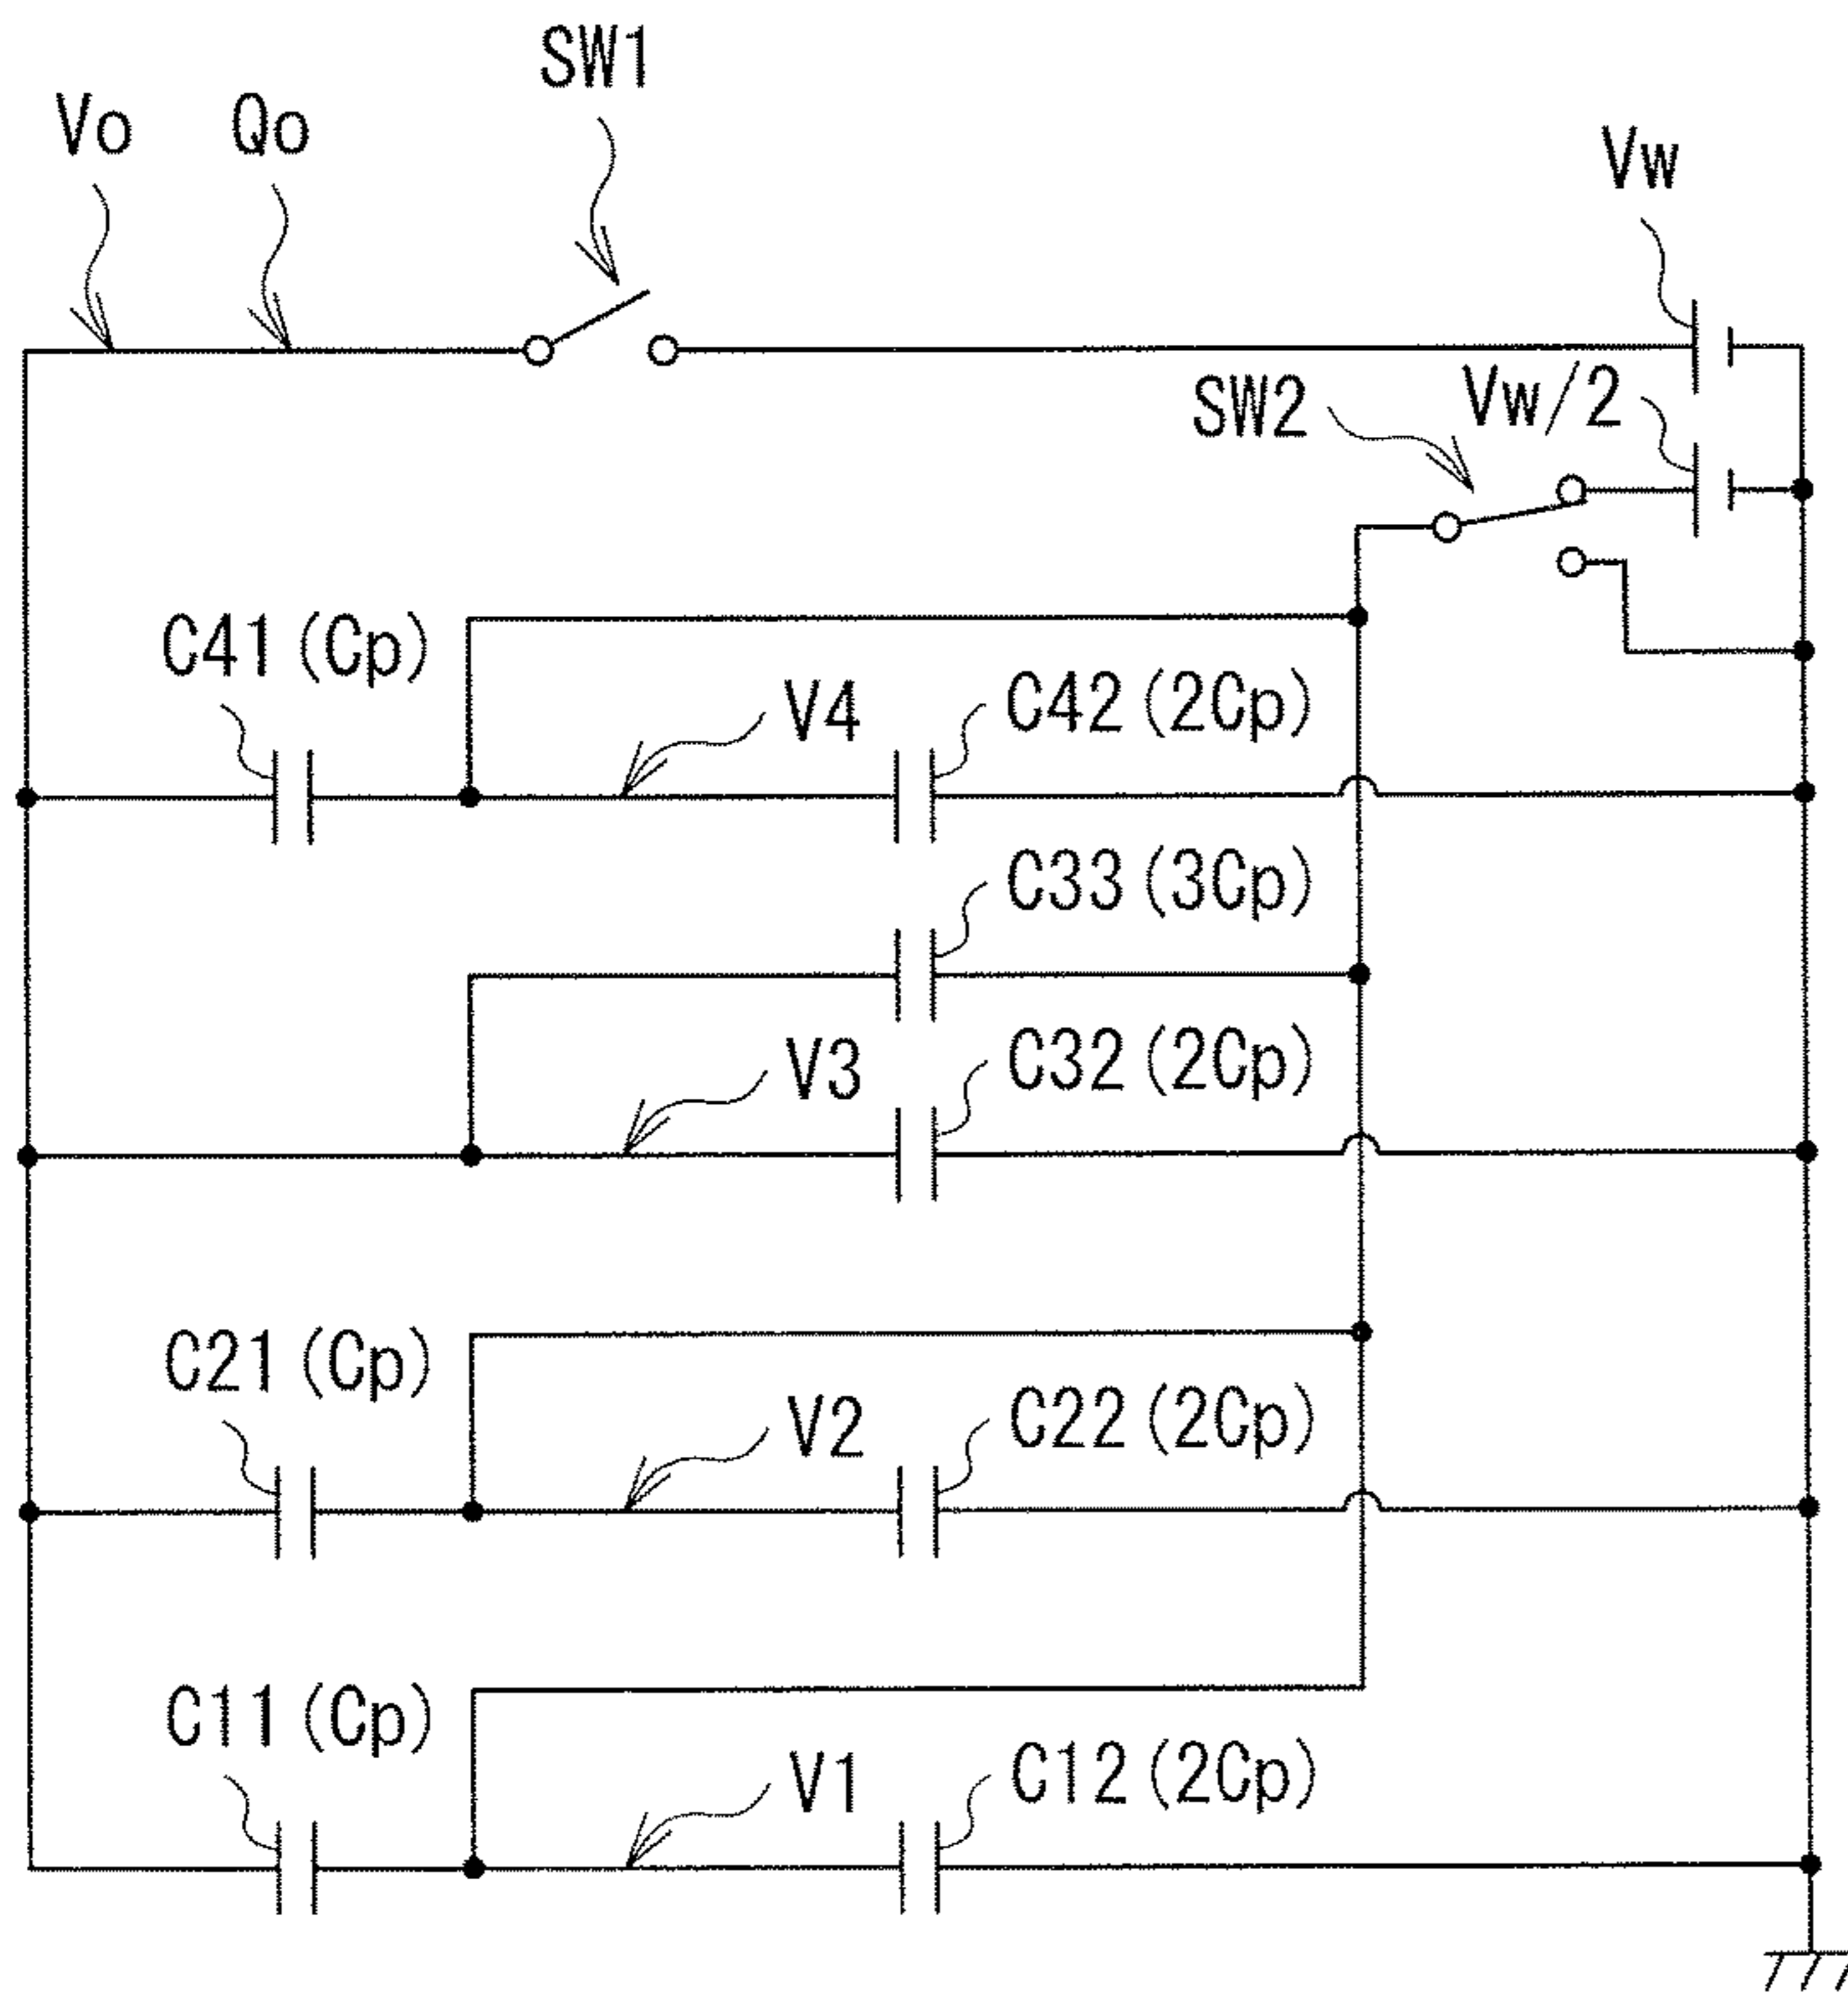 SW1
Vo
Qo
Vw
SW2
Vw/2
C41 (Cp)
V4
C42 (2Cp)
C33 (3Cp)
V3
C32 (2Cp)
C21 (Cp)
V2
C22 (2Cp)
C11 (Cp)
V1
C12 (2Cp)